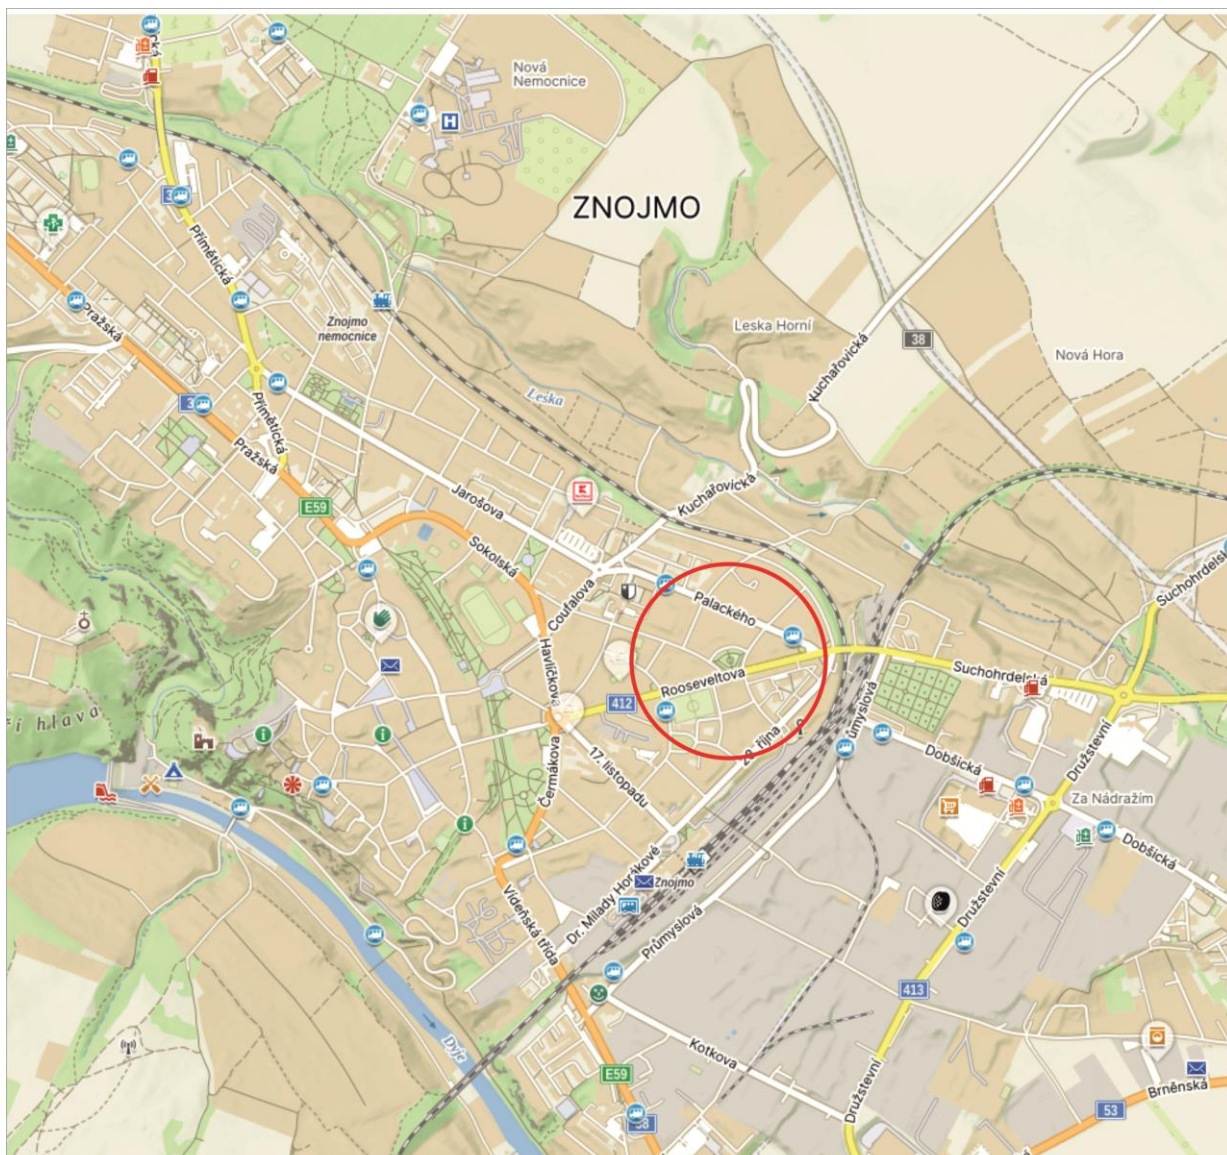 Nová
Nemocnice
H
ZNOJMO
Přímětická
Pražská
Znojmo
nemocnice
Leska Horní
Kuchařovická
38
Nová Hora
Leska
Přímětická
Pražská
E59
Jarošova
Kuchařovická
Sokolská
Coufalova
Palackého
Suchohrdelská
Havlíčkova
Rooseveltova
Suchohrdelská
412
28. října
Průmyslová
17. listopadu
Čermákova
Dobšická
Družstevní
Za Nádražím
Dobšická
Dr. Milady Horákové
Znojmo
Vídeňská třída
Průmyslová
Družstevní
413
Dyje
Kotkova
E59
38
Družstevní
53
Brněnská